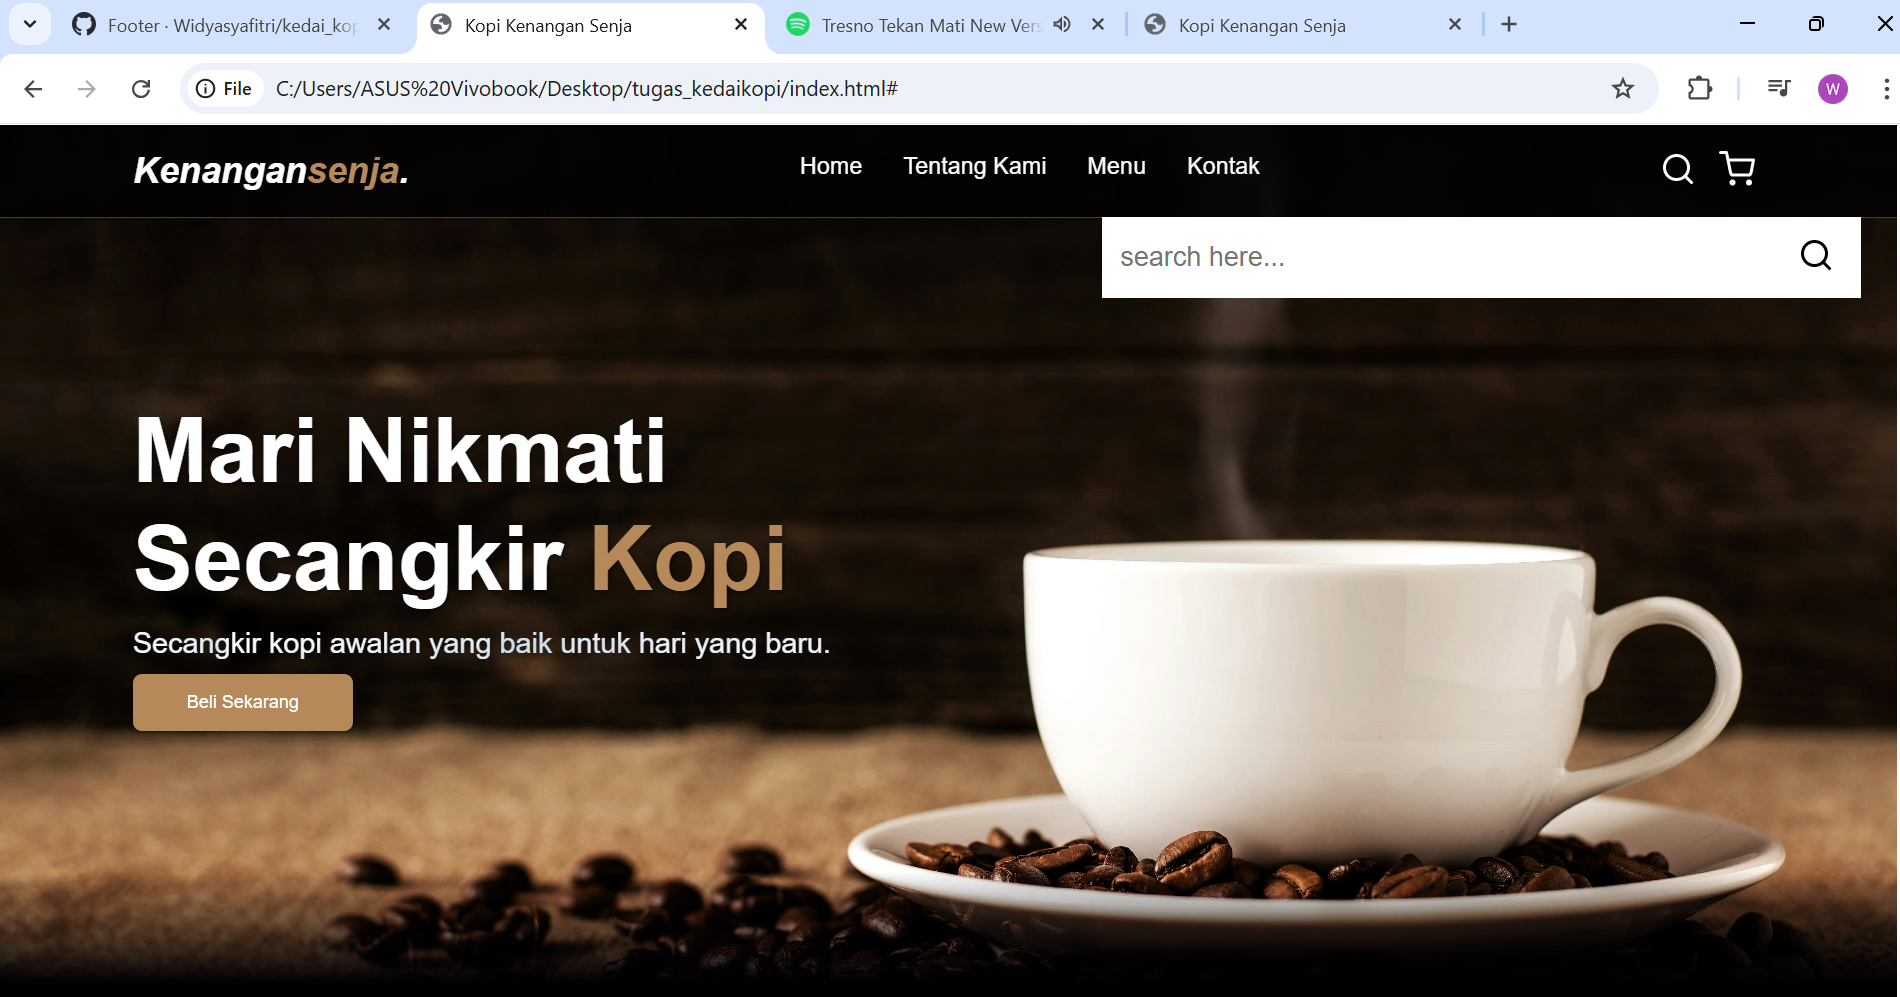 Footer · Widyasyafitri/kedai_kop
Kopi Kenangan Senja
Tresno Tekan Mati New Vers
Kopi Kenangan Senja
File
C:/Users/ASUS%20Vivobook/Desktop/tugas_kedaikopi/index.html#
W
Kenangansenja.
Home
Tentang Kami
Menu
Kontak
search here...
Mari Nikmati
Secangkir Kopi
Secangkir kopi awalan yang baik untuk hari yang baru.
Beli Sekarang